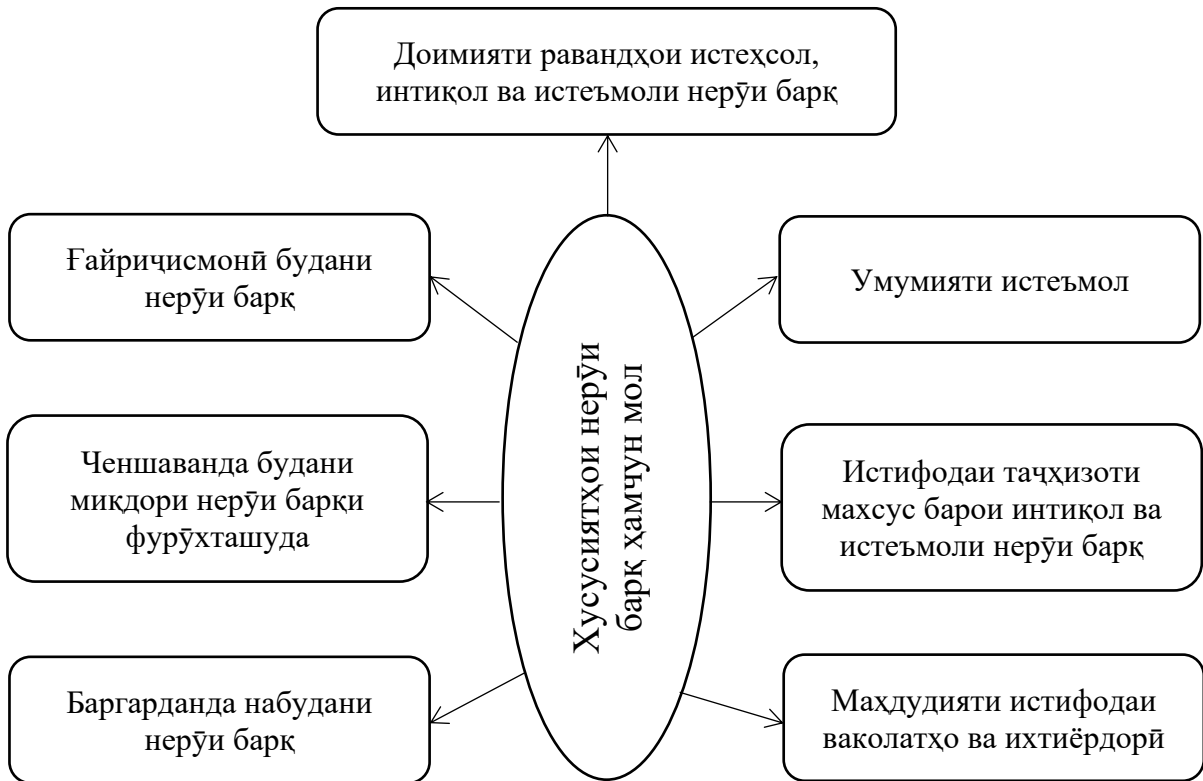 Доимияти равандҳои истеҳсол,
интиқол ва истеъмоли нерӯи барқ
Ғайриҷисмонӣ будани
нерӯи барқ
Умумияти истеъмол
Хусусиятҳои нерӯи
барқ ҳамчун мол
Ченшаванда будани
миқдори нерӯи барқи
фурӯхташуда
Истифодаи таҷҳизоти
махсус барои интиқол ва
истеъмоли нерӯи барқ
Баргарданда набудани
нерӯи барқ
Маҳдудияти истифодаи
ваколатҳо ва ихтиёрдорӣ